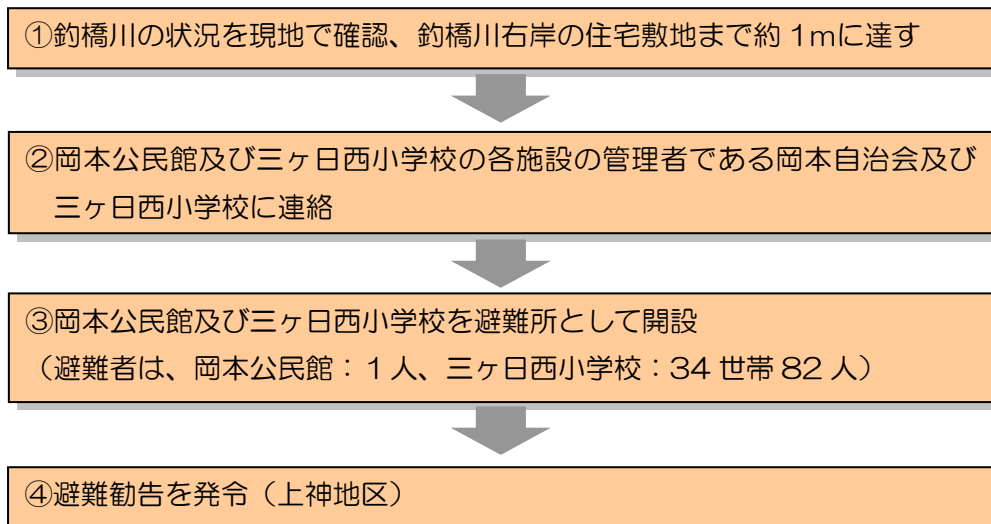 ①釣橋川の状況を現地で確認、釣橋川右岸の住宅敷地まで約1mに達す
②岡本公民館及び三ヶ日西小学校の各施設の管理者である岡本自治会及び
三ヶ日西小学校に連絡
③岡本公民館及び三ヶ日西小学校を避難所として開設
(避難者は、岡本公民館:1人、三ヶ日西小学校:34世帯82人)
④避難勧告を発令(上神地区)